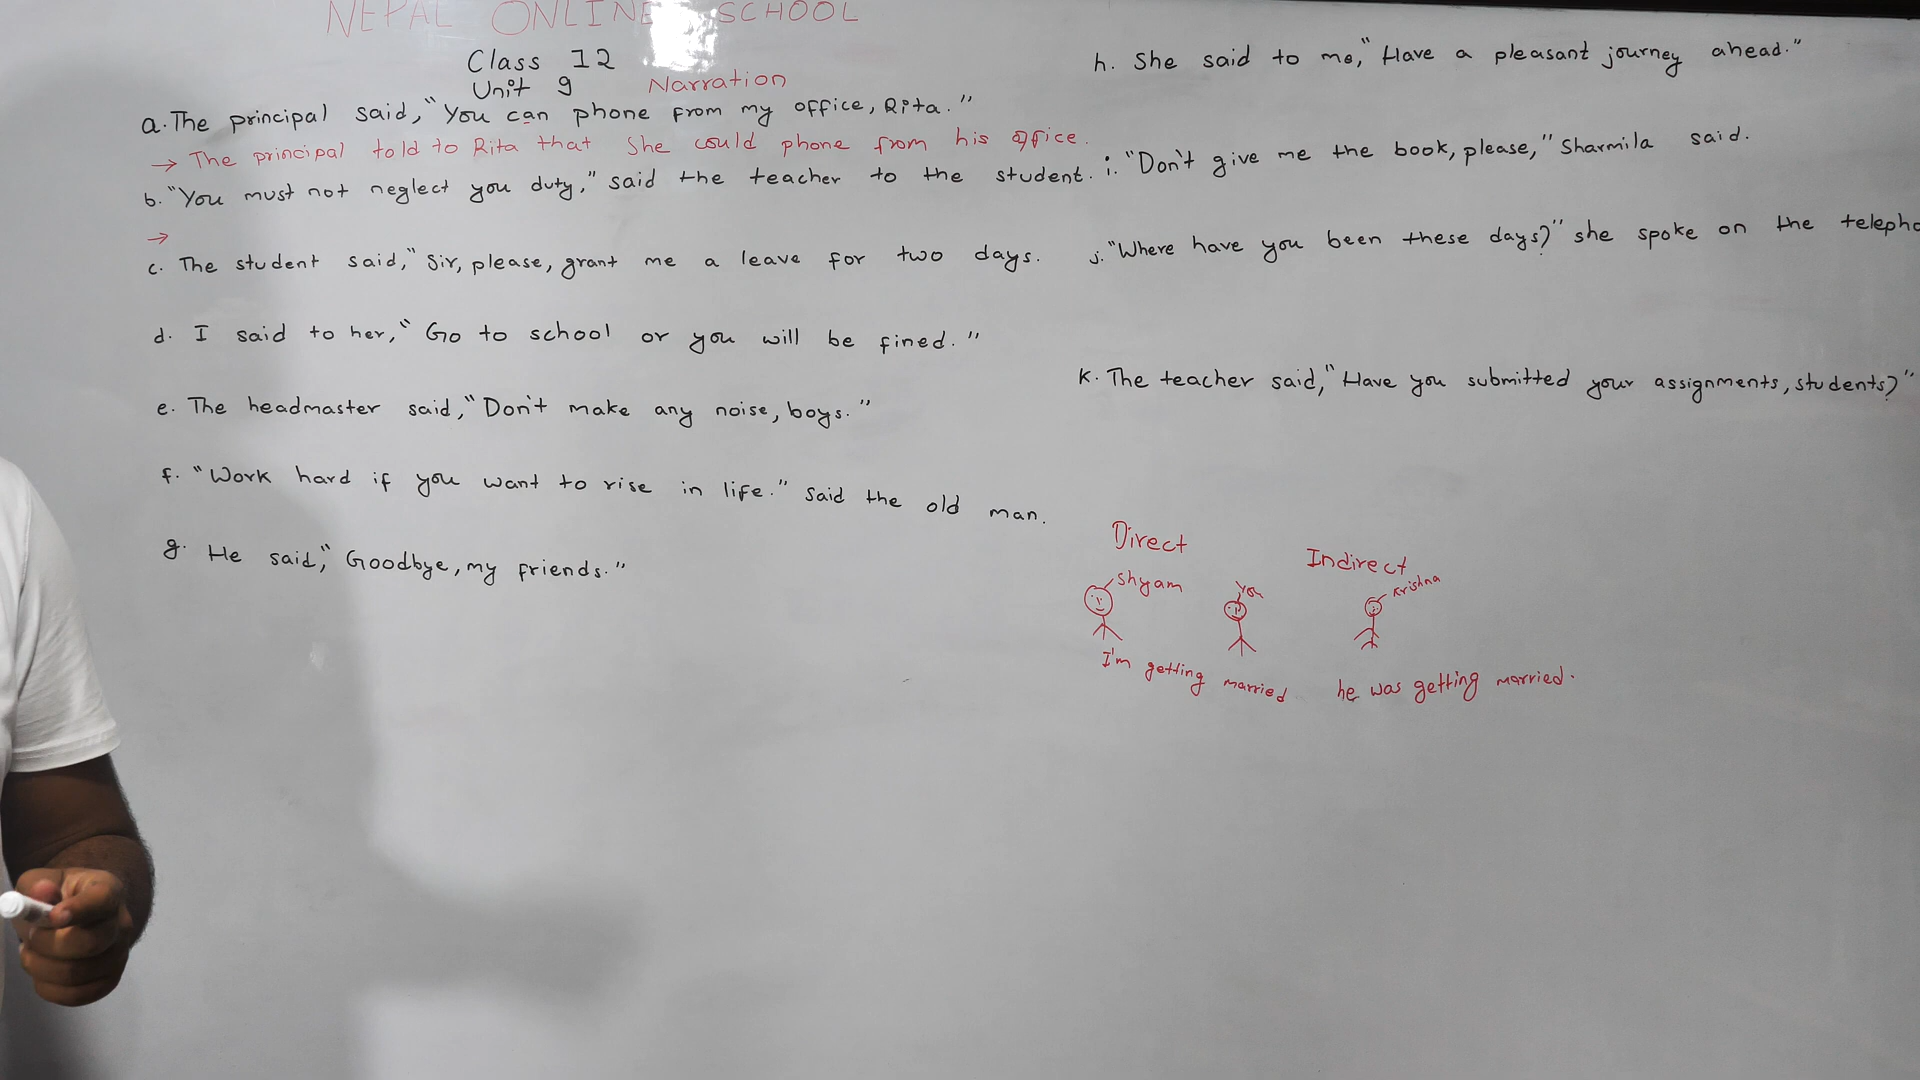 NEPAL ONLINE SCHOOL
Class 12
Unit 9 Narration
a. The principal said, "You can phone from my office, Rita."
→ The principal told to Rita that She could phone from his office.
b. "You must not neglect you duty," said the teacher to the student.
→
c. The student said, "Sir, please, grant me a leave for two days.
d. I said to her, "Go to school or you will be fined."
e. The headmaster said, "Don't make any noise, boys."
f. "Work hard if you want to rise in life." said the old man.
g. He said, "Goodbye, my friends."
h. She said to me, "Have a pleasant journey ahead."
i. "Don't give me the book, please," Sharmila said.
j. "Where have you been these days?" she spoke on the telepho
k. The teacher said, "Have you submitted your assignments, students?"
Direct Indirect
Shyam You Krishna
I'm getting married he was getting married.